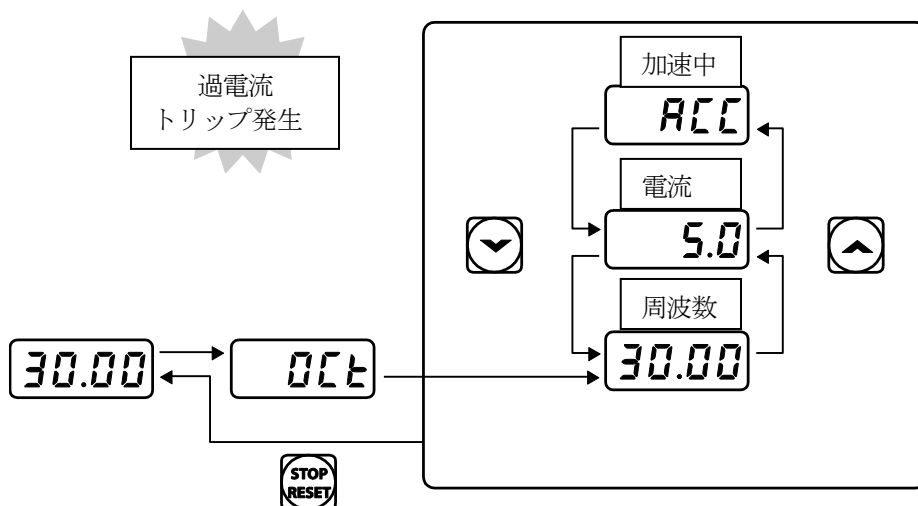 過電流
トリップ発生
加速中
ACC
電流
5.0
周波数
30.00
30.00
OCt
STOP
RESET